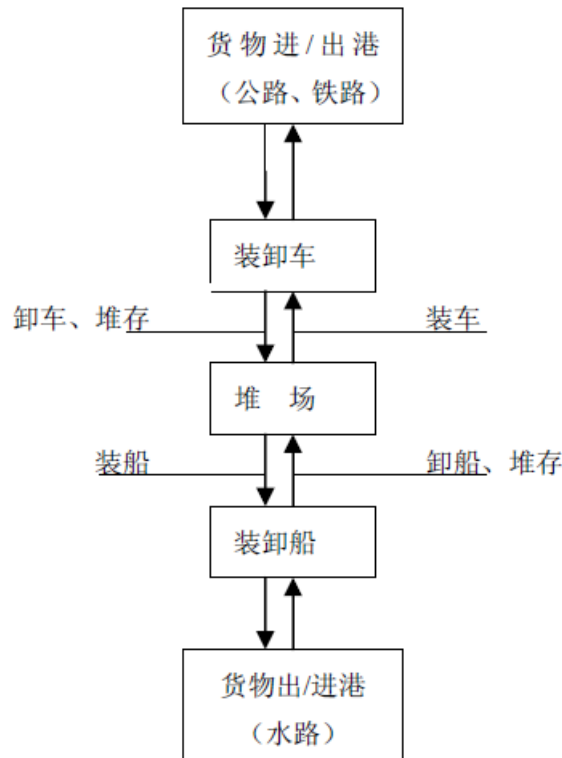 货物进/出港
（公路、铁路）
装卸车
卸车、堆存
装车
堆 场
装船
卸船、堆存
装卸船
货物出/进港
（水路）